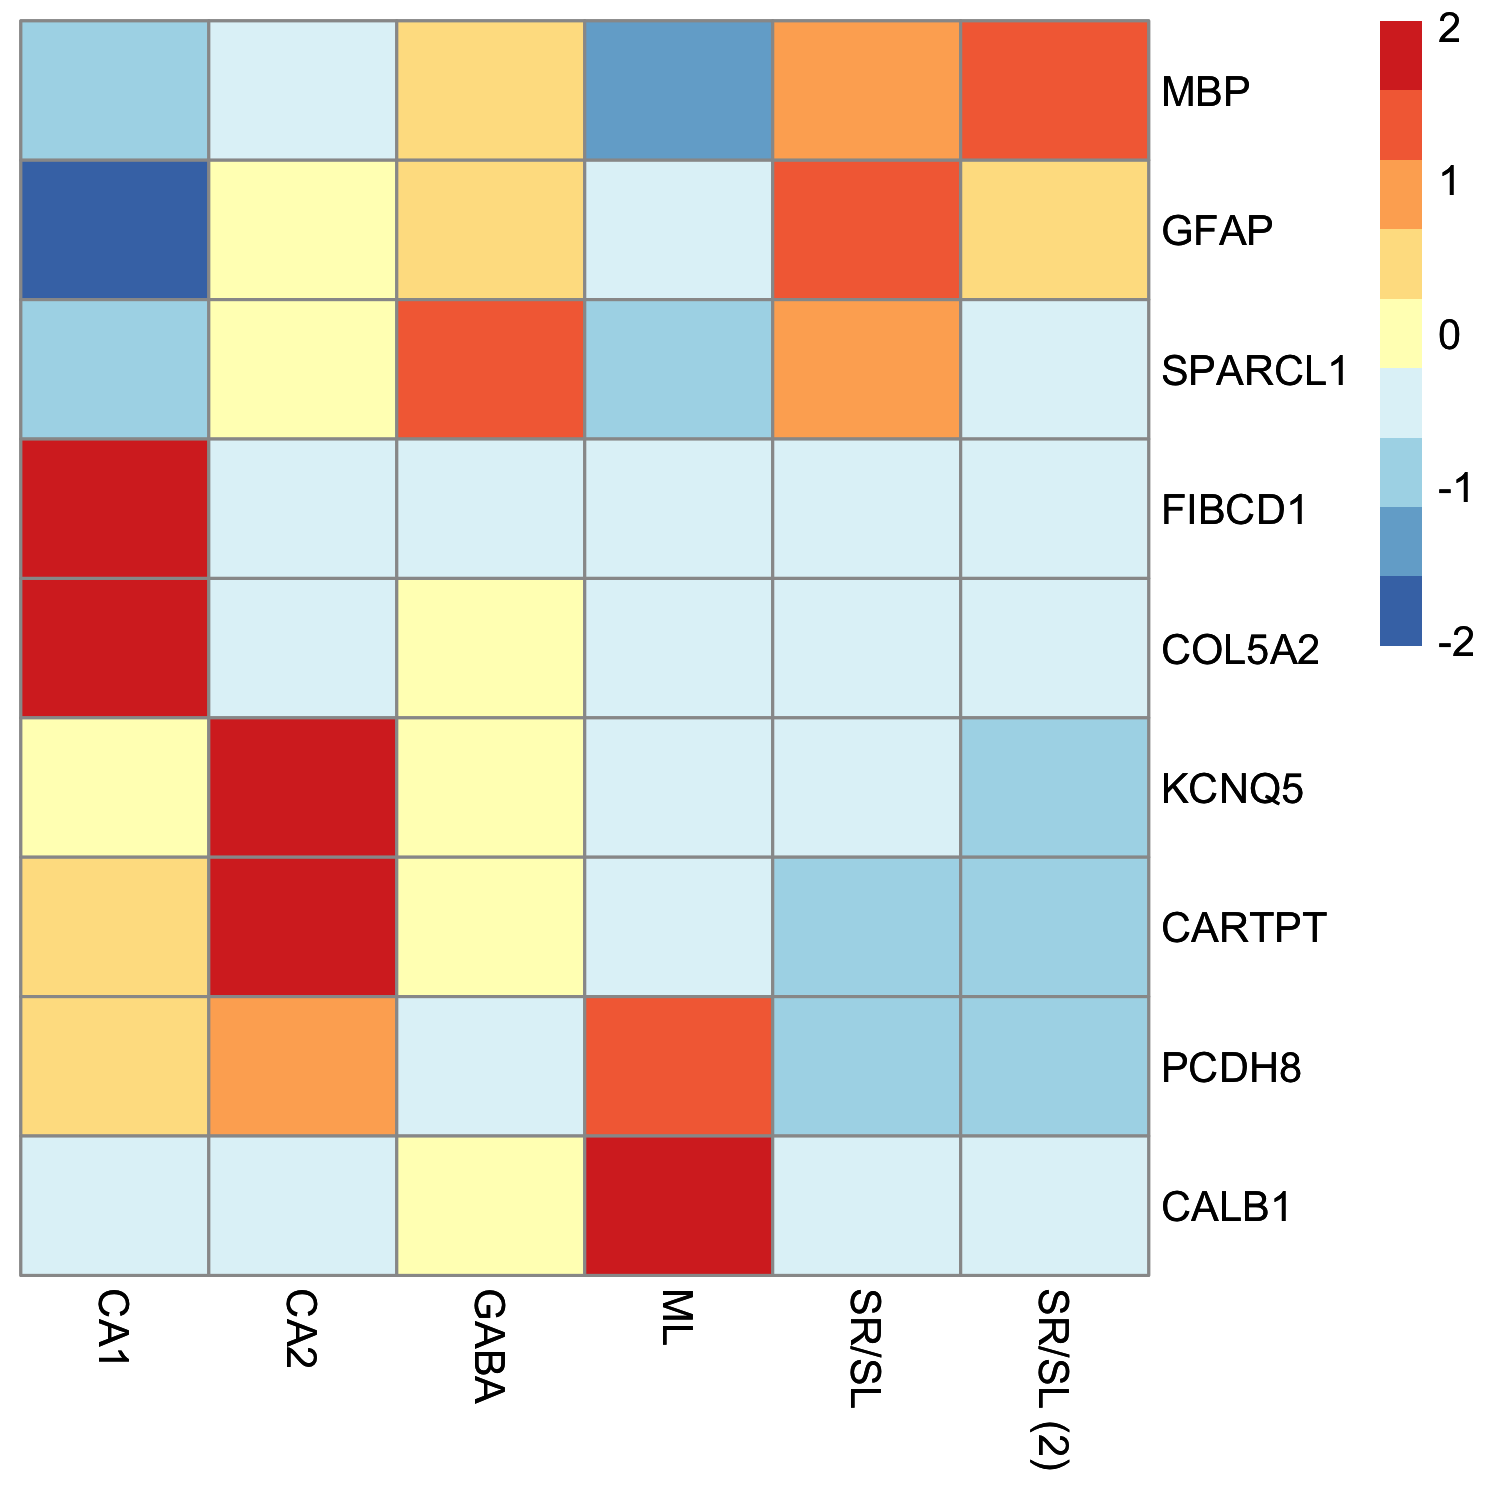 MBP
GFAP
SPARCL1
FIBCD1
COL5A2
KCNQ5
CARTPT
PCDH8
CALB1
CA1
CA2
GABA
ML
SR/SL
SR/SL (2)
2
1
0
-1
-2